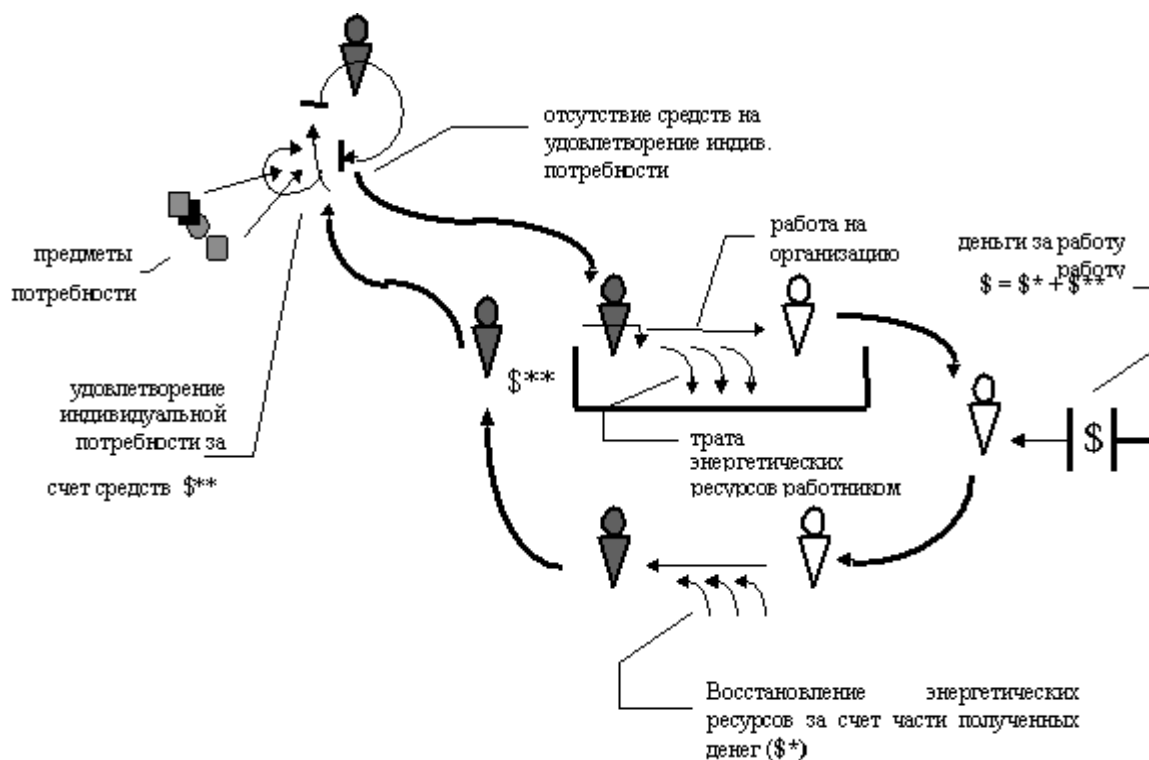 отсутствие средств на
удовлетворение индив.
потребности
работа на
организацию
деньги за работу
работу
$ = $* + $**
предметы
потребности
$**
$
удовлетворение
индивидуальной
потребности за
счет средств $**
трата
энергетических
ресурсов работником
Восстановление энергетических
ресурсов за счет части полученных
денег ($*)